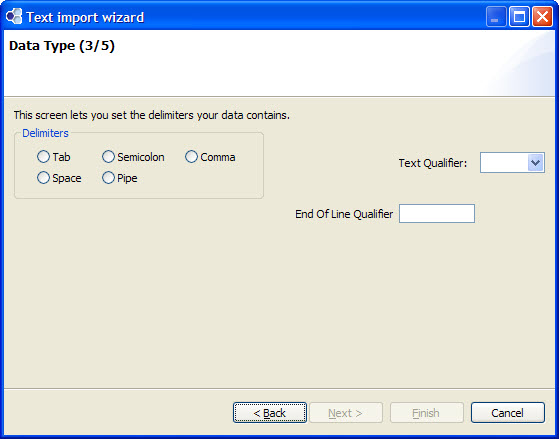 Text import wizard
Data Type (3/5)
This screen lets you set the delimiters your data contains.
Delimiters
Tab Semicolon Comma
Text Qualifier:
Space Pipe
End Of Line Qualifier
< Back Next > Finish Cancel